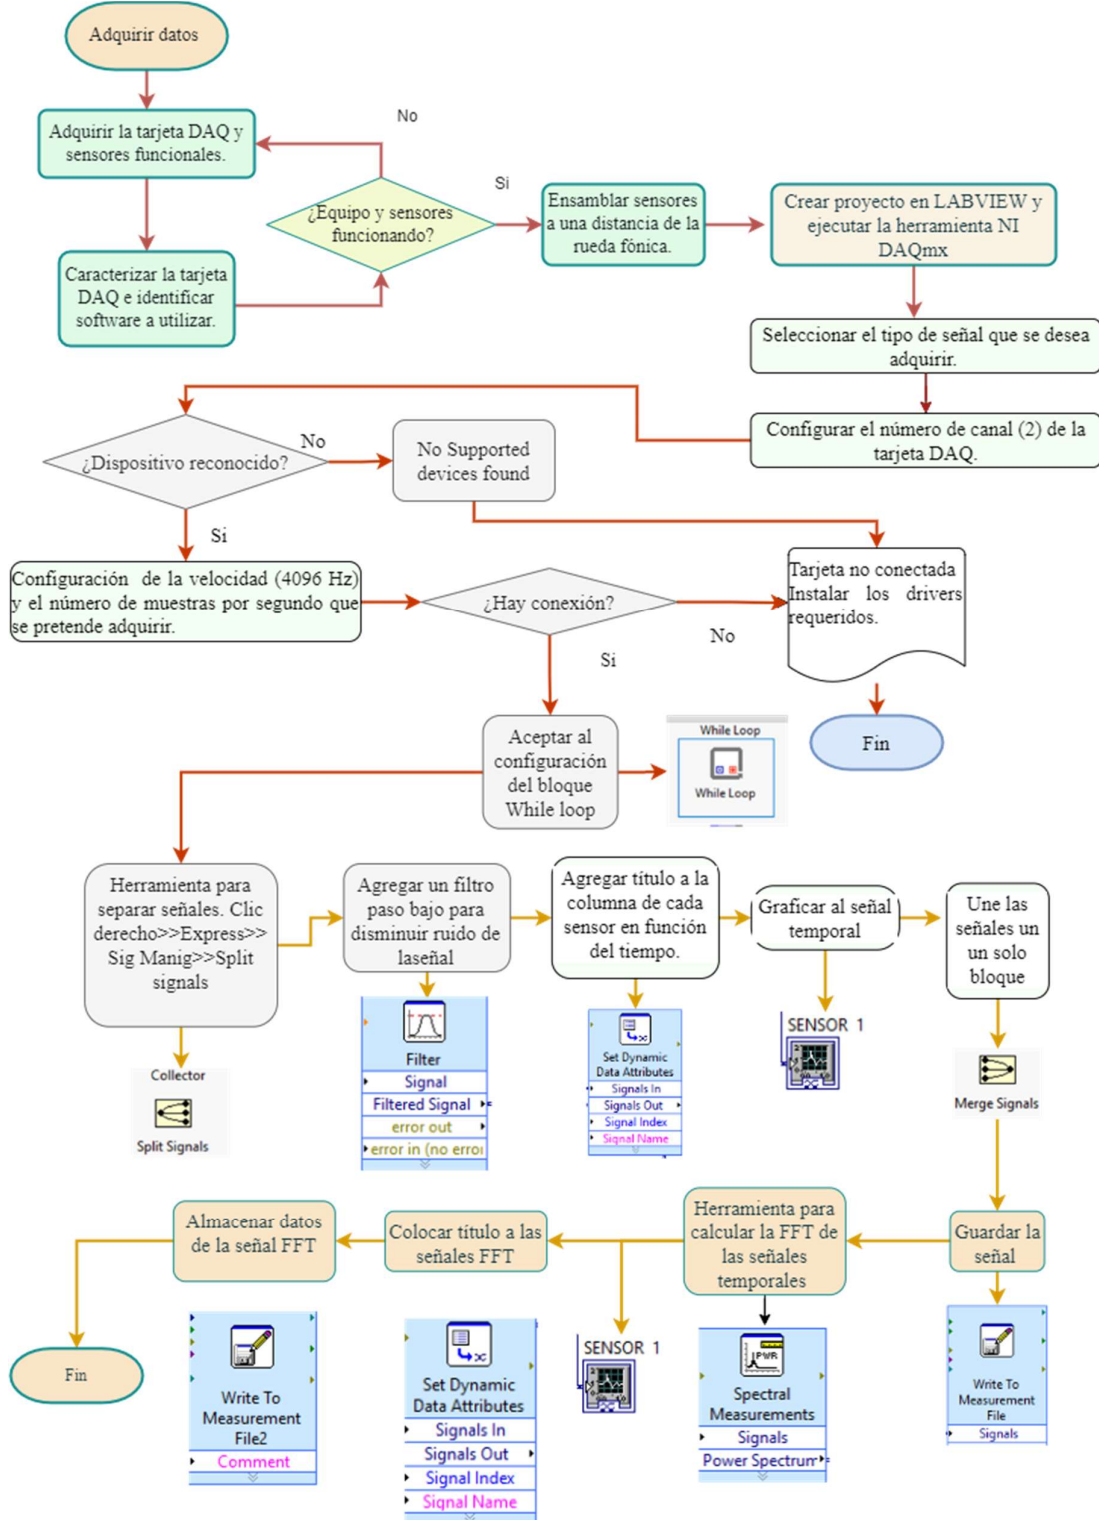 Adquirir datos
No
Adquirir la tarjeta DAQ y
sensores funcionales.
Si
¿Equipo y sensores
funcionando?
Ensamblar sensores
a una distancia de la
rueda fónica.
Crear proyecto en LABVIEW y
ejecutar la herramienta NI
DAQmx
Caracterizar la tarjeta
DAQ e identificar
software a utilizar.
Seleccionar el tipo de señal que se desea
adquirir.
Configurar el número de canal (2) de la
tarjeta DAQ.
¿Dispositivo reconocido?
No
No Supported
devices found
Si
Configuración de la velocidad (4096 Hz)
y el número de muestras por segundo que
se pretende adquirir.
¿Hay conexión?
No
Si
Tarjeta no conectada
Instalar los drivers
requeridos.
Fin
Aceptar al
configuración
del bloque
While loop
While Loop
While Loop
Herramienta para
separar señales. Clic
derecho>>Express>>
Sig Manig>>Split
signals
Agregar un filtro
paso bajo para
disminuir ruido de
laseñal
Agregar título a la
columna de cada
sensor en función
del tiempo.
Graficar al señal
temporal
Une las
señales un
un solo
bloque
Collector
Split Signals
Filter
Signal
Filtered Signal
error out
error in (no erroi
Set Dynamic
Data Attributes
Signals In
Signals Out
Signal Index
Signal Name
SENSOR 1
Merge Signals
Almacenar datos
de la señal FFT
Colocar título a las
señales FFT
Herramienta para
calcular la FFT de
las señales
temporales
Guardar la
señal
Fin
Write To
Measurement
File2
Comment
Set Dynamic
Data Attributes
Signals In
Signals Out
Signal Index
Signal Name
SENSOR 1
PWR
Spectral
Measurements
Signals
Power Spectrum
Write To
Measurement
File
Signals